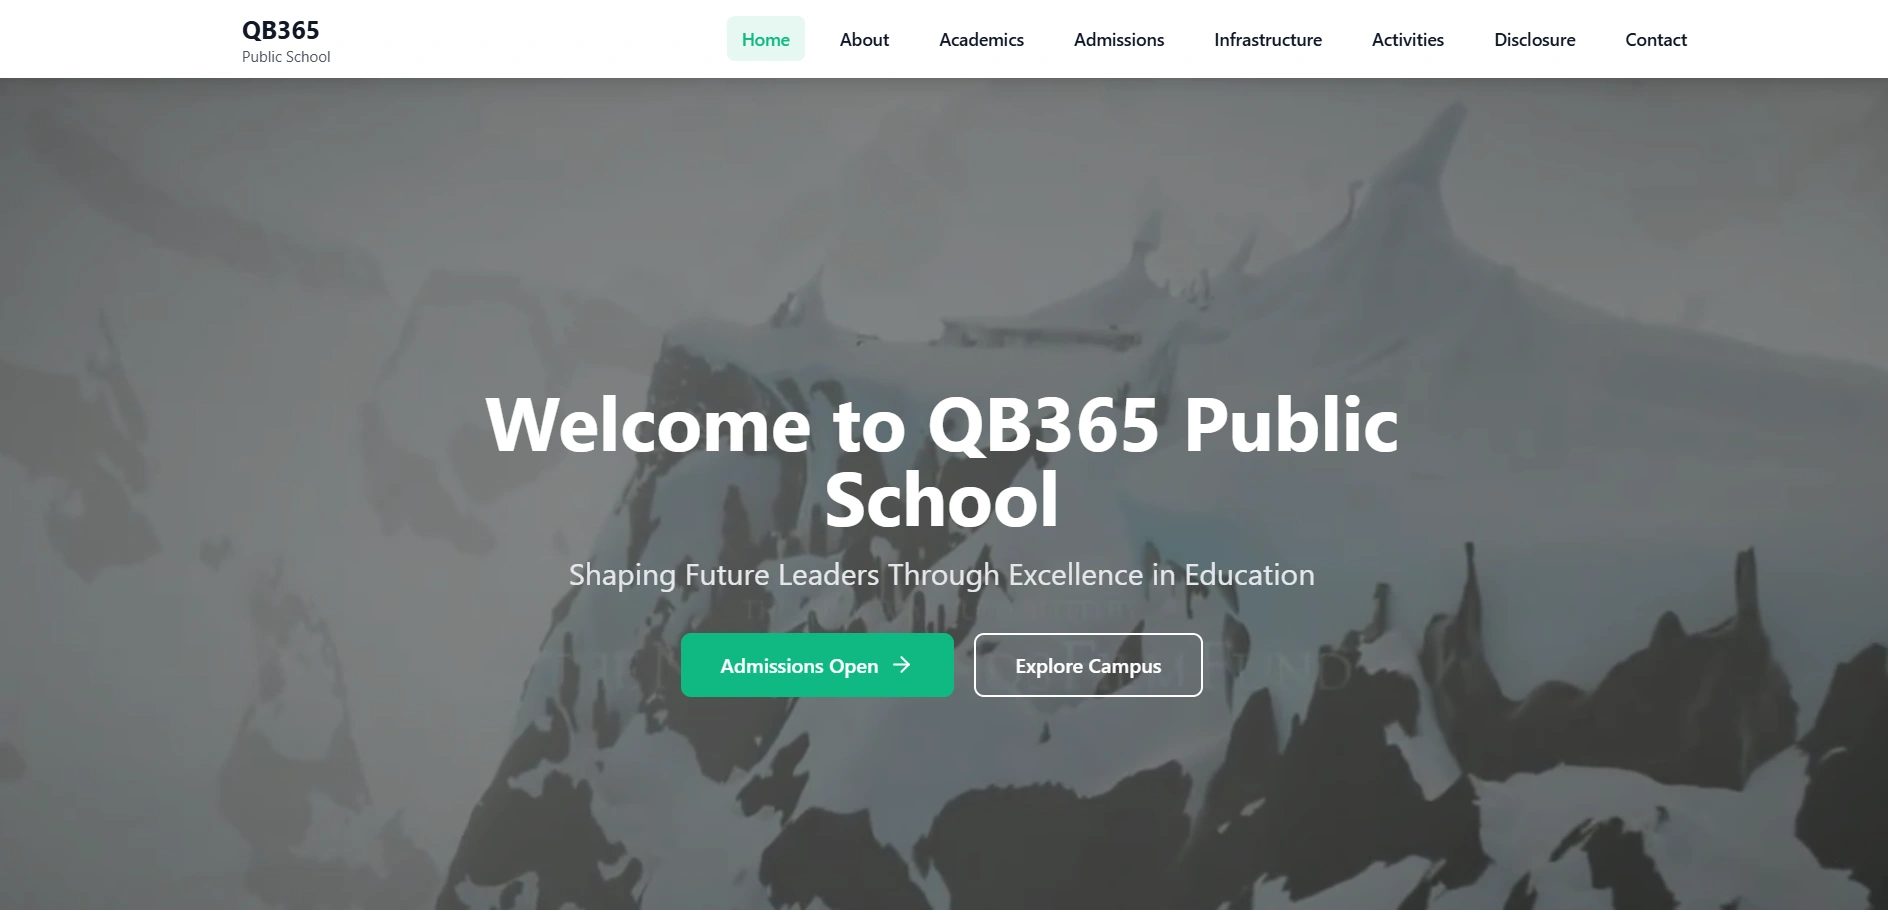 QB365
Public School
Home
About
Academics
Admissions
Infrastructure
Activities
Disclosure
Contact
Welcome to QB365 Public
School
Shaping Future Leaders Through Excellence in Education
Admissions Open →
Explore Campus